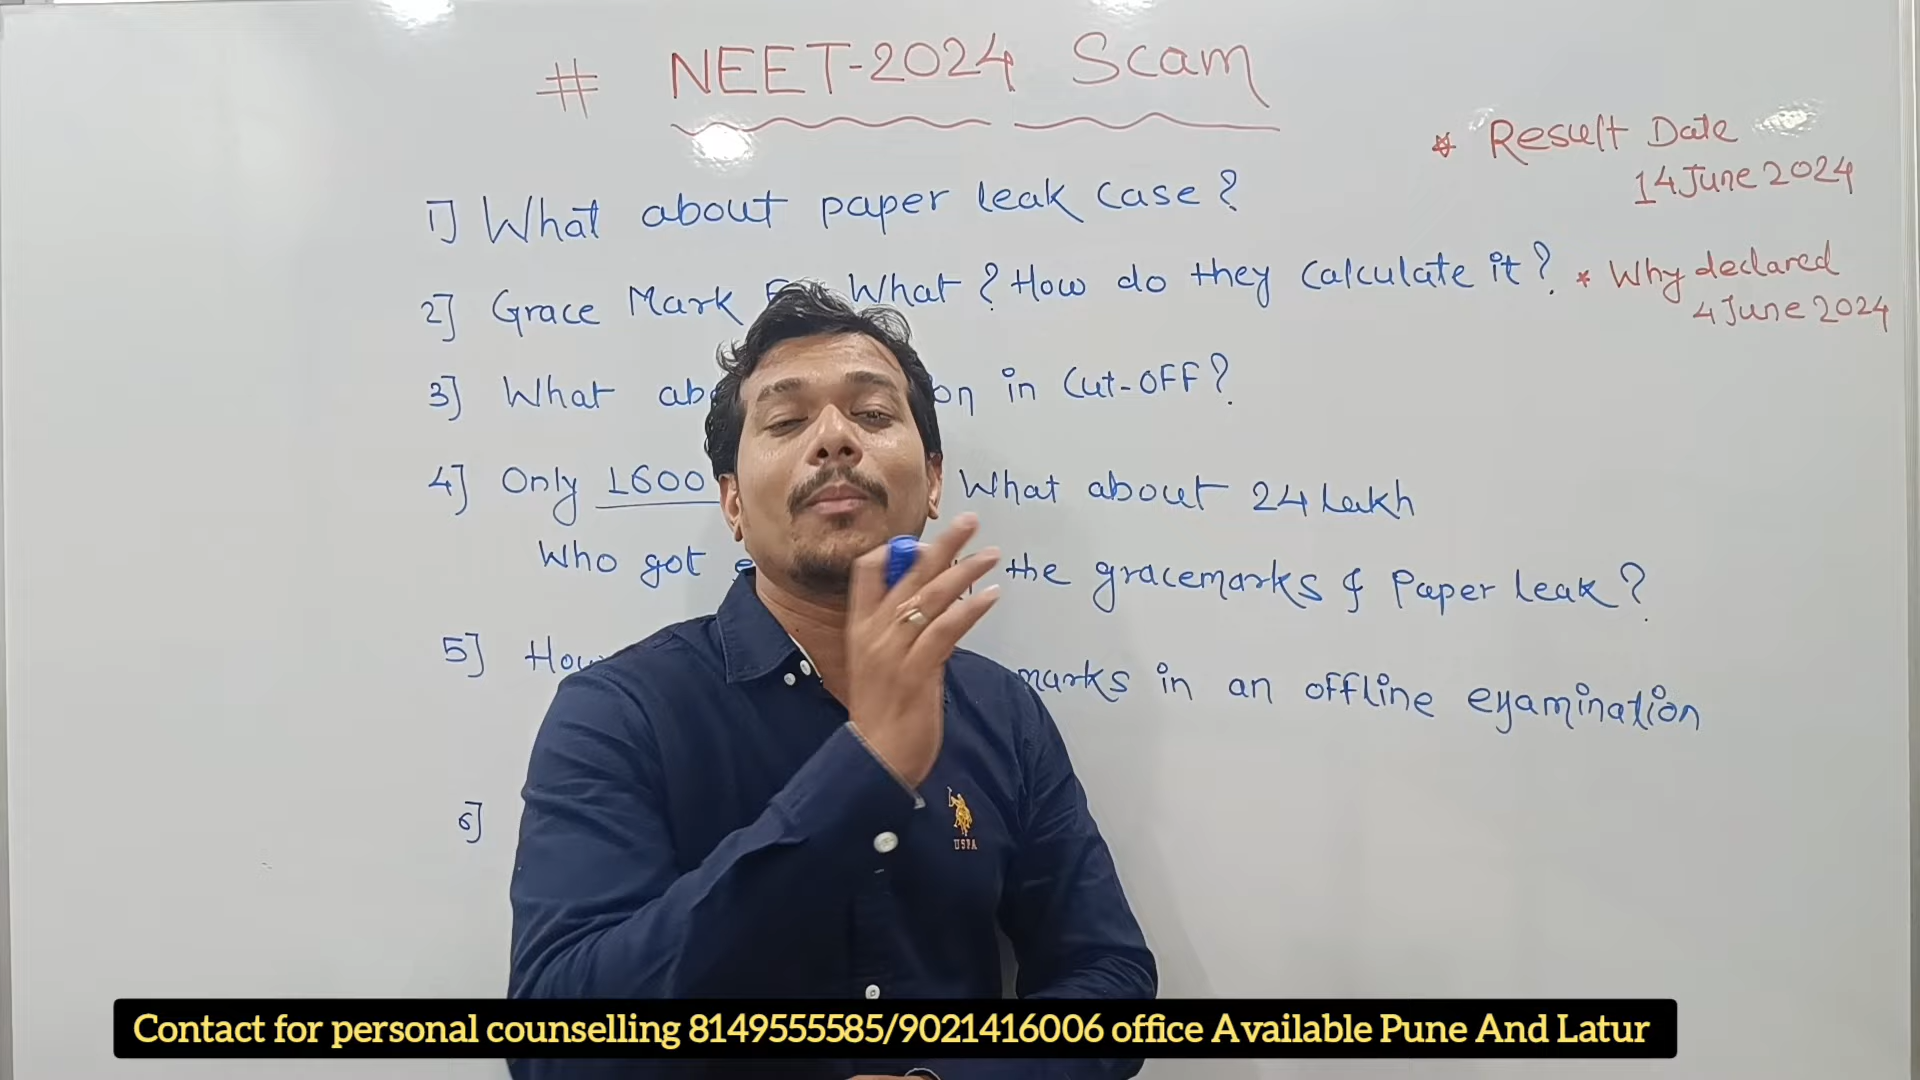 # NEET-2024 Scam
* Result Date
14 June 2024
1] What about paper leak case?
2] Grace Mark What? How do they calculate it?
* Why declared
4 June 2024
3] What in Cut-OFF?
4] Only 1600 What about 24 Lakh
Who got the gracemarks & Paper leak?
5] marks in an offline eyamination
6]
USPA
Contact for personal counselling 8149555585/9021416006 office Available Pune And Latur